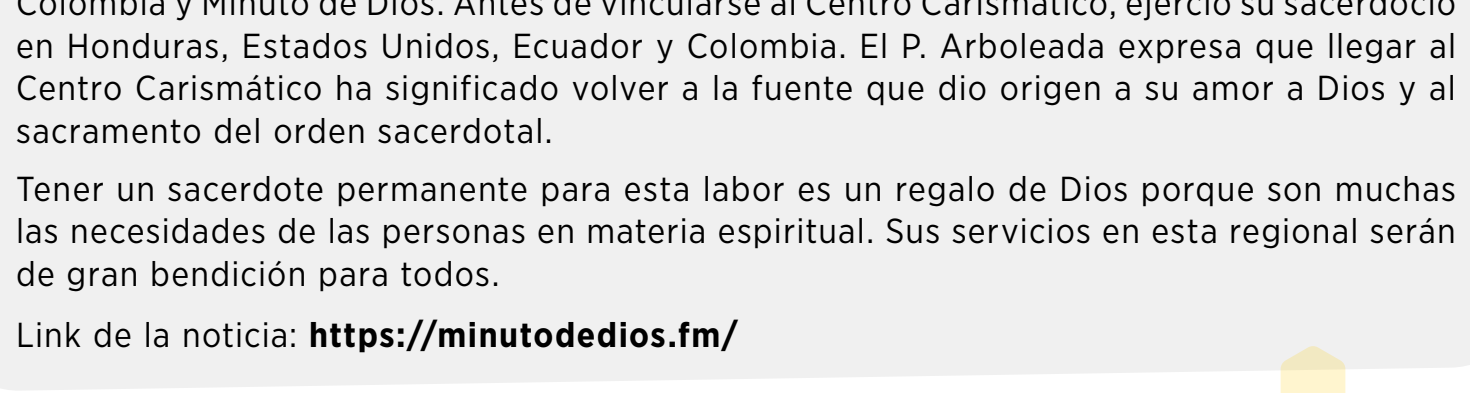 Colombia y Minuto de Dios. Antes de vincularse al Centro Carismático, ejerció su sacerdocio
en Honduras, Estados Unidos, Ecuador y Colombia. El P. Arboleada expresa que llegar al
Centro Carismático ha significado volver a la fuente que dio origen a su amor a Dios y al
sacramento del orden sacerdotal.
Tener un sacerdote permanente para esta labor es un regalo de Dios porque son muchas
las necesidades de las personas en materia espiritual. Sus servicios en esta regional serán
de gran bendición para todos.
Link de la noticia: https://minutodedios.fm/